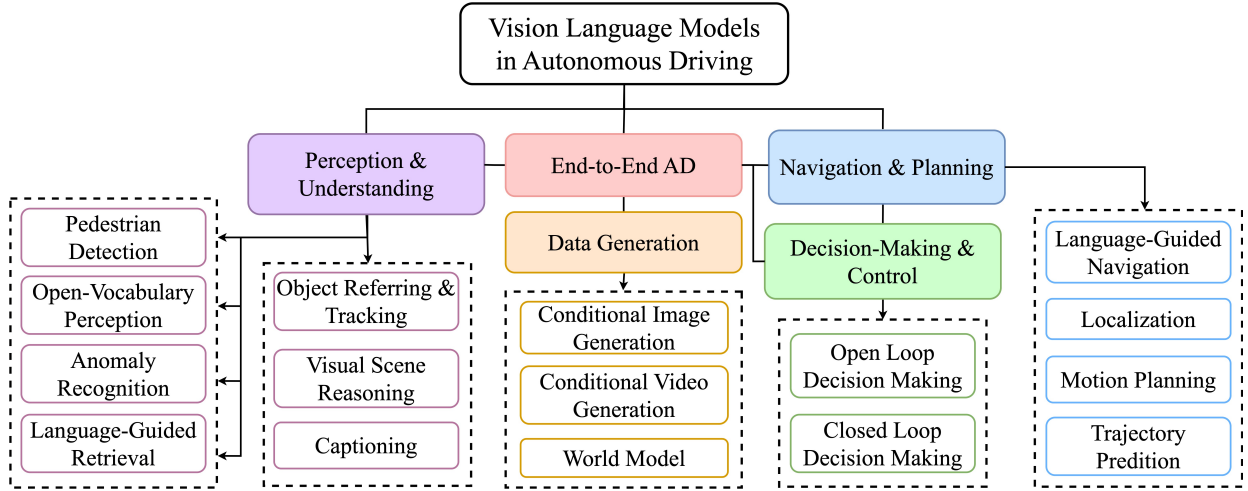 Vision Language Models
in Autonomous Driving
Perception &
Understanding
End-to-End AD
Navigation & Planning
Data Generation
Decision-Making &
Control
Pedestrian
Detection
Open-Vocabulary
Perception
Anomaly
Recognition
Language-Guided
Retrieval
Object Referring &
Tracking
Visual Scene
Reasoning
Captioning
Conditional Image
Generation
Conditional Video
Generation
World Model
Open Loop
Decision Making
Closed Loop
Decision Making
Language-Guided
Navigation
Localization
Motion Planning
Trajectory
Predition